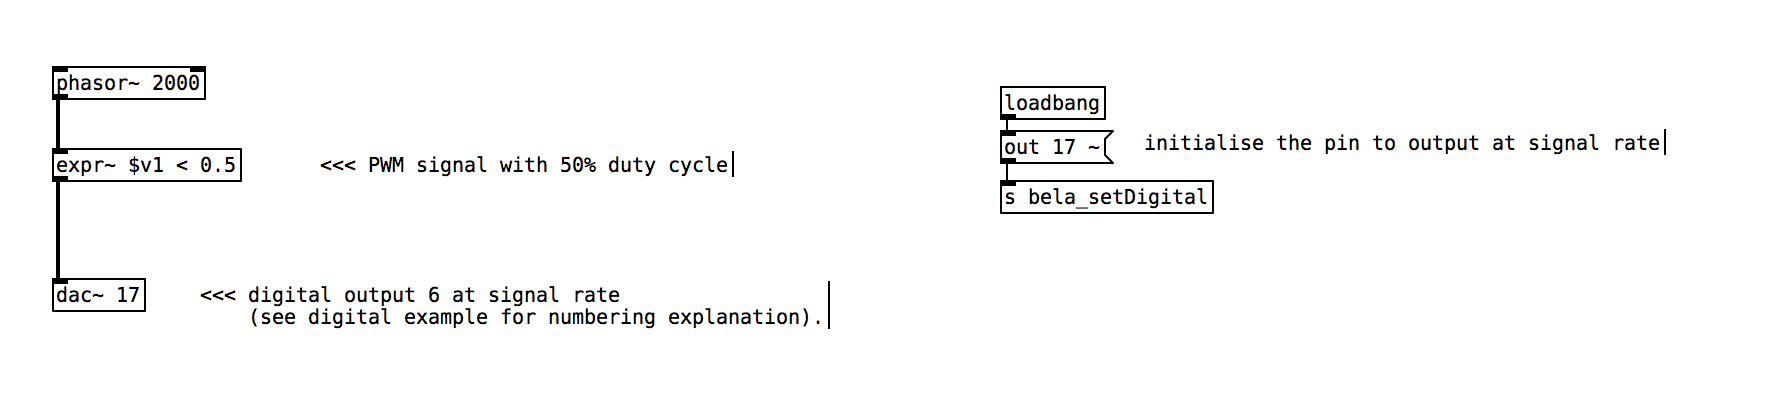 phasor~ 2000
expr~ $v1 < 0.5
<<< PWM signal with 50% duty cycle
dac~ 17
<<< digital output 6 at signal rate
(see digital example for numbering explanation).
loadbang
out 17 ~
initialise the pin to output at signal rate
s bela_setDigital